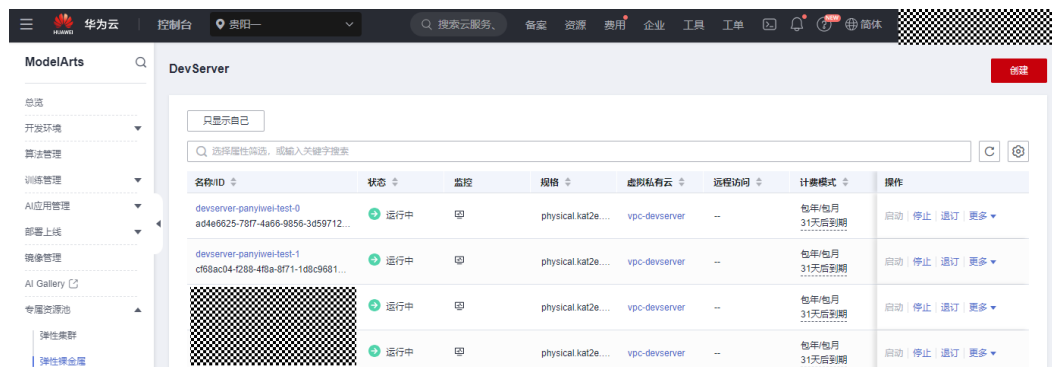 HUAWEI 华为云 控制台 贵阳一 搜索云服务、 备案 资源 费用 企业 工具 工单 NEW 简体
ModelArts
DevServer
创建
总览
开发环境
算法管理
训练管理
AI应用管理
部署上线
镜像管理
AI Gallery
专属资源池
弹性集群
弹性裸金属
只显示自己
选择属性筛选，或输入关键字搜索
名称/ID 状态 监控 规格 虚拟私有云 远程访问 计费模式 操作
devserver-panyiwei-test-0
ad4e6625-78f7-4a66-9856-3d59712...
运行中 physical.kat2e.... vpc-devserver -- 包年/包月
31天后到期
启动 停止 退订 更多
devserver-panyiwei-test-1
cf68ac04-f288-4f8a-8f71-1d8c9681...
运行中 physical.kat2e.... vpc-devserver -- 包年/包月
31天后到期
启动 停止 退订 更多
运行中 physical.kat2e.... vpc-devserver -- 包年/包月
31天后到期
启动 停止 退订 更多
运行中 physical.kat2e.... vpc-devserver -- 包年/包月
31天后到期
启动 停止 退订 更多